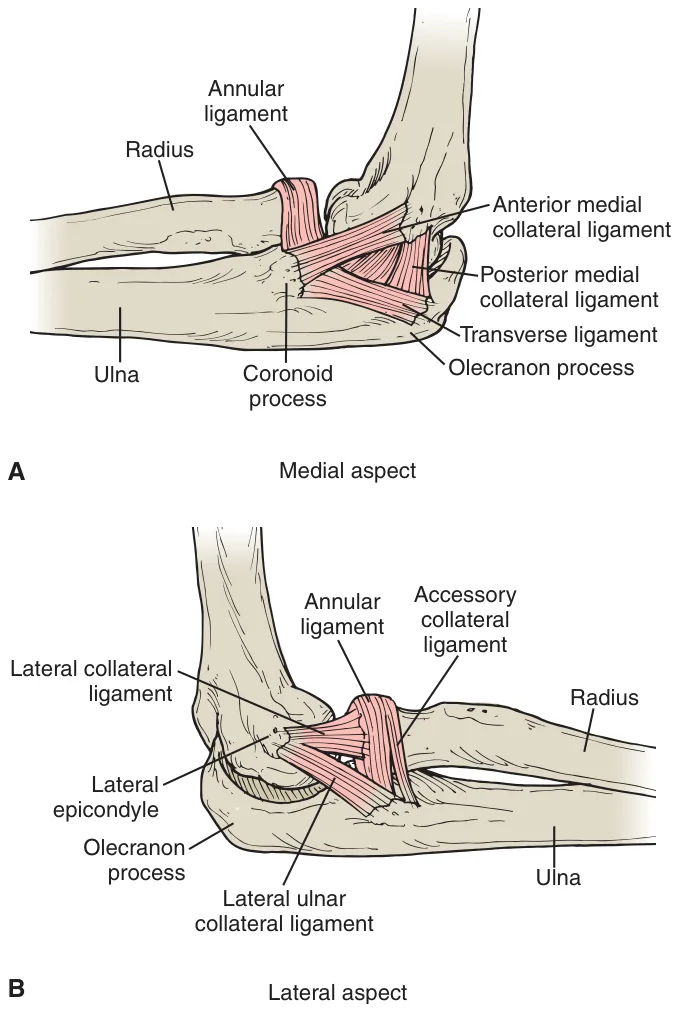 Annular
ligament
Radius
Anterior medial
collateral ligament
Posterior medial
collateral ligament
Transverse ligament
Olecranon process
Ulna
Coronoid
process
A
Medial aspect
Annular
ligament
Accessory
collateral
ligament
Lateral collateral
ligament
Radius
Lateral
epicondyle
Olecranon
process
Ulna
Lateral ulnar
collateral ligament
B
Lateral aspect